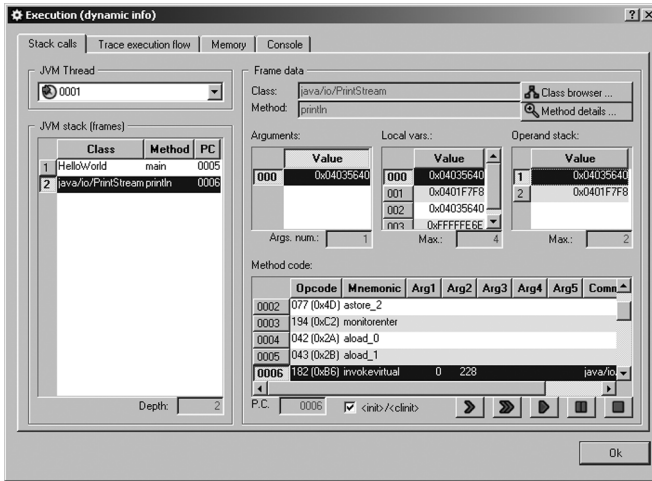 Execution (dynamic info)
Stack calls Trace execution flow Memory Console
JVM Thread
0001
JVM stack (frames)
Class Method PC
1 HelloWorld main 0005
2 java/io/PrintStream println 0006
Depth: 2
Frame data
Class: java/io/PrintStream Class browser ...
Method: println Method details ...
Arguments: Local vars.: Operand stack:
Value Value Value
000 0x04035640 000 0x04035640 1 0x04035640
001 0x0401F7F8 2 0x0401F7F8
002 0x04035640
003 0xFFFFFE6E
Args. num.: 1 Max.: 4 Max.: 2
Method code:
Opcode Mnemonic Arg1 Arg2 Arg3 Arg4 Arg5 Comm
0002 077 (0x4D) astore_2
0003 194 (0xC2) monitorenter
0004 042 (0x2A) aload_0
0005 043 (0x2B) aload_1
0006 182 (0xB6) invokevirtual 0 228 java/io.
P.C. 0006 <init>/<clinit>
Ok